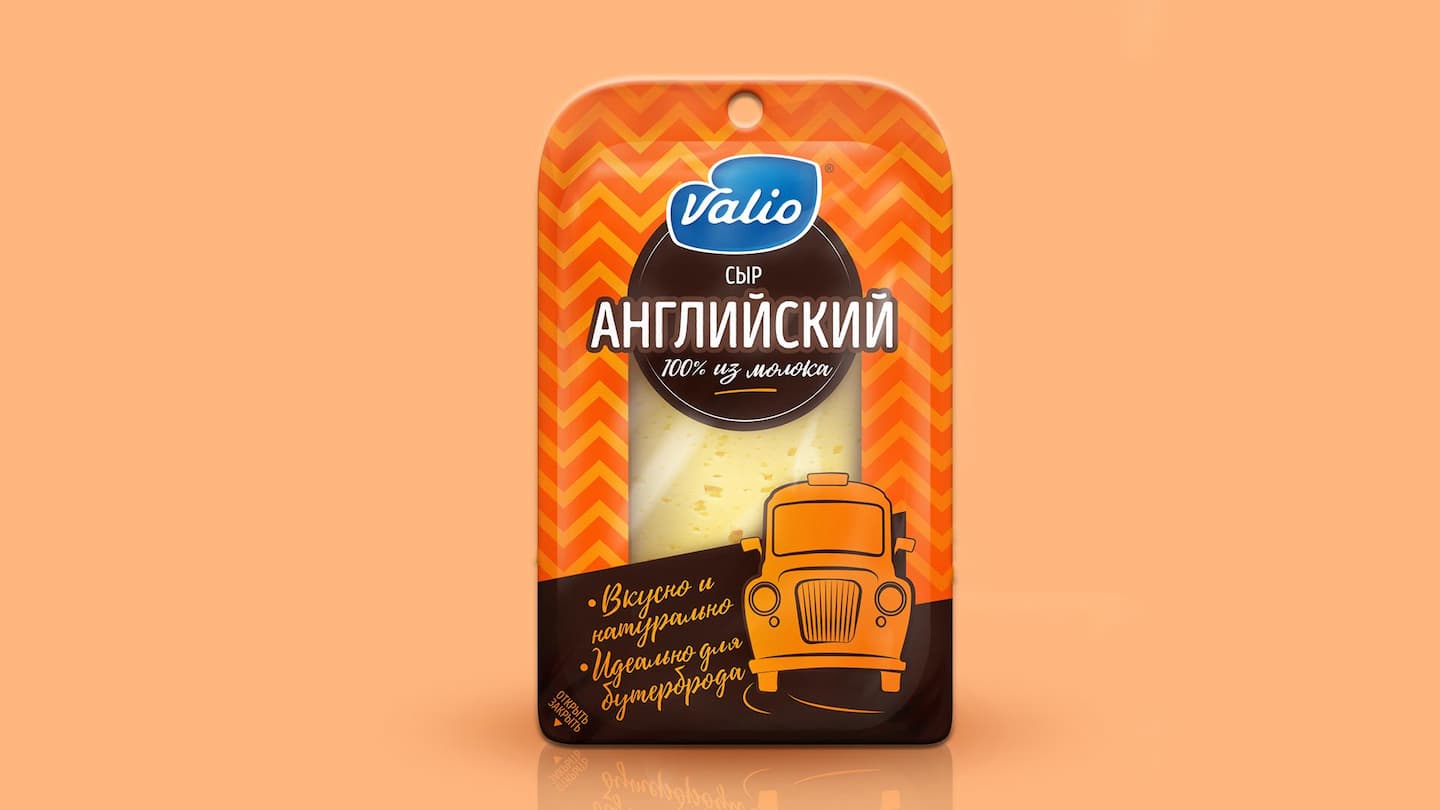 Valio®
СЫР
АНГЛИЙСКИЙ
100% из молока
• Вкусно и
натурально
• Идеально для
бутерброда
ОТКРЫТЬ
ЗАКРЫТЬ